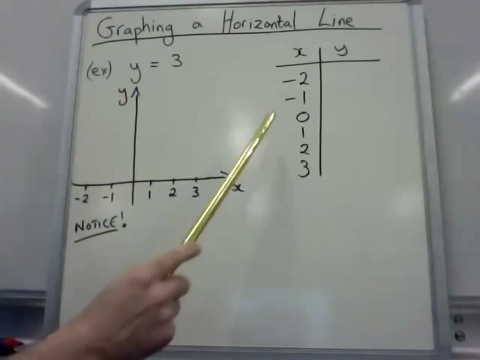 Graphing a Horizontal Line
(ex) y = 3
x y
-2
-1
0
1
2
3
y
-2 -1 1 2 3 x
NOTICE!